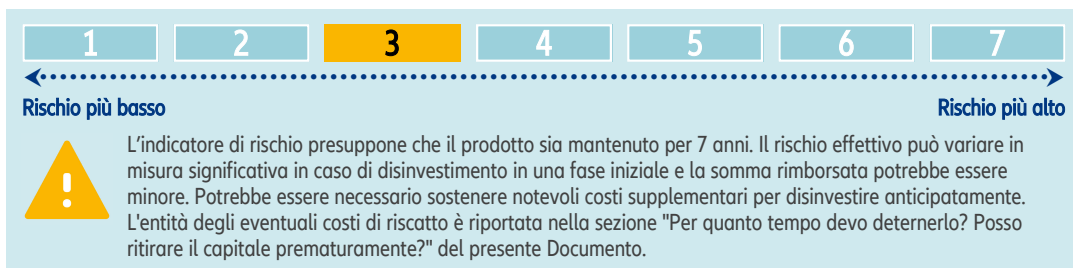 1 2 3 4 5 6 7
Rischio più basso Rischio più alto
L'indicatore di rischio presuppone che il prodotto sia mantenuto per 7 anni. Il rischio effettivo può variare in
misura significativa in caso di disinvestimento in una fase iniziale e la somma rimborsata potrebbe essere
minore. Potrebbe essere necessario sostenere notevoli costi supplementari per disinvestire anticipatamente.
L'entità degli eventuali costi di riscatto è riportata nella sezione "Per quanto tempo devo deternerlo? Posso
ritirare il capitale prematuramente?" del presente Documento.